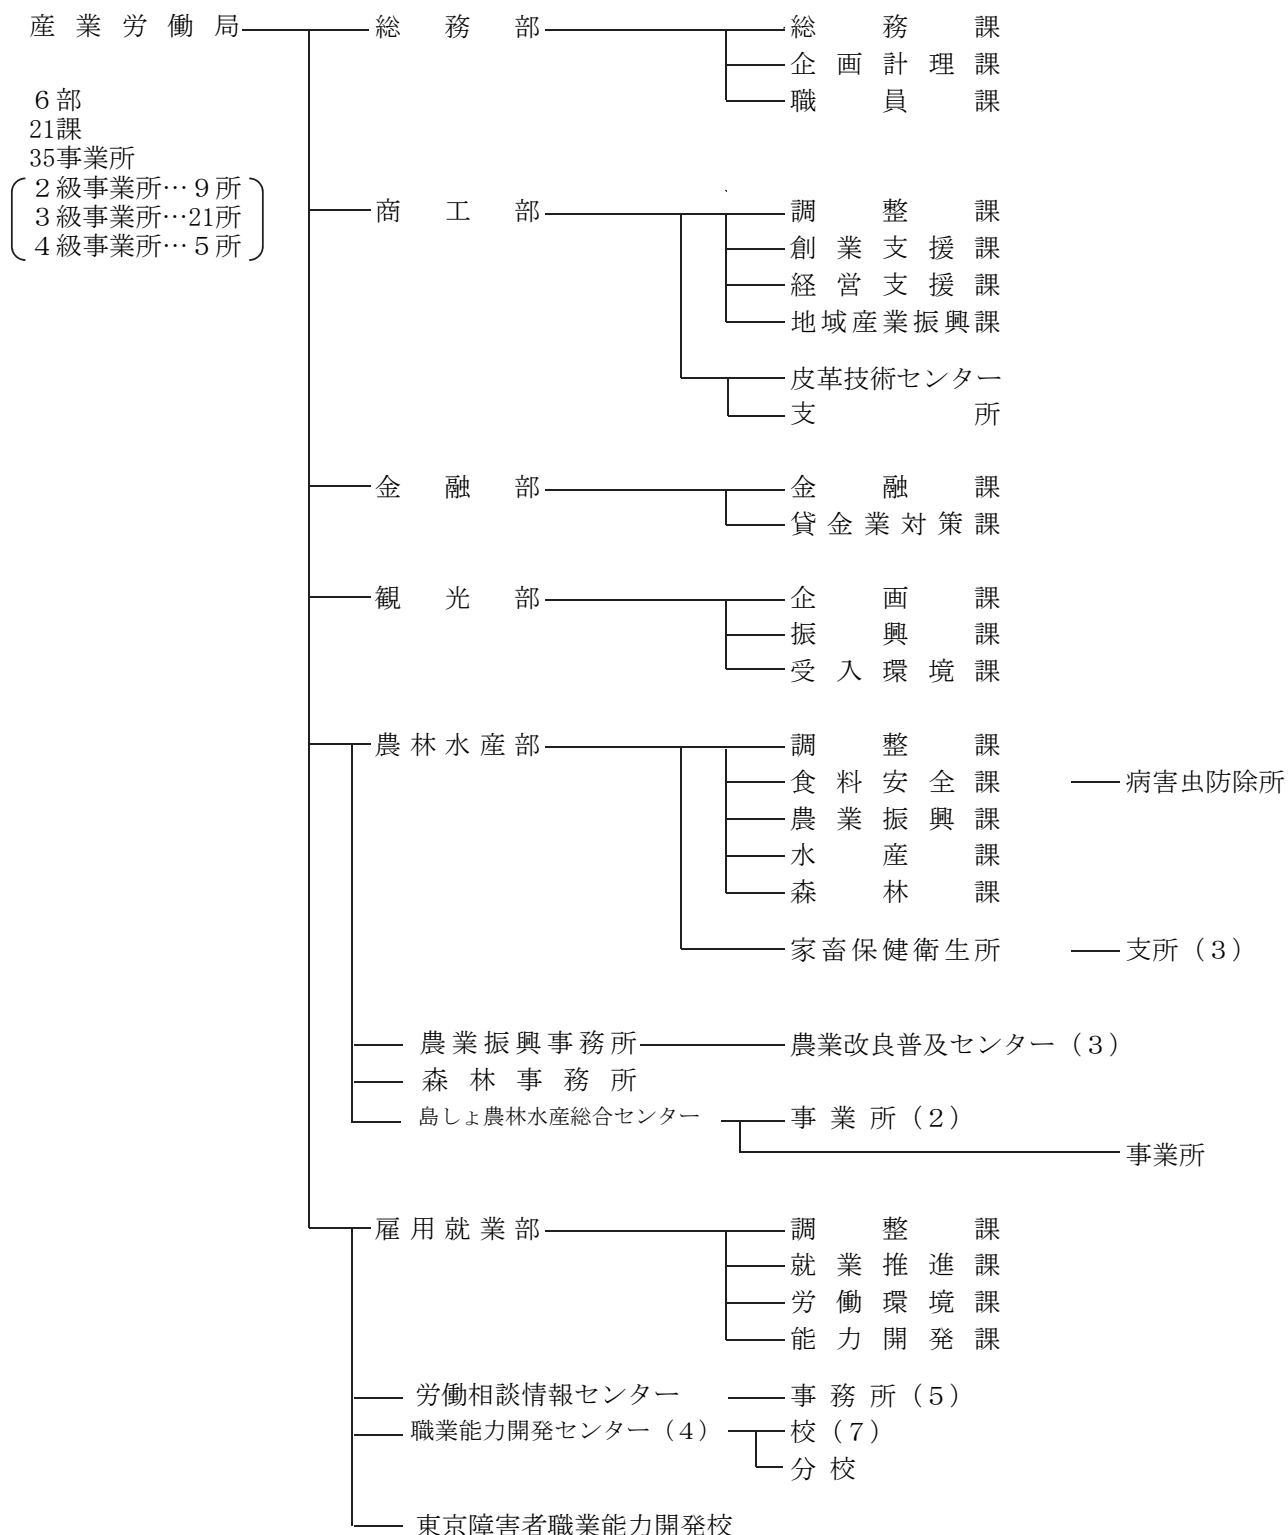 産業労働局
総務部
総務課
企画計理課
職員課
6部
21課
35事業所
2級事業所…9所
3級事業所…21所
4級事業所…5所
商工部
調整課
創業支援課
経営支援課
地域産業振興課
皮革技術センター
支所
金融部
金融課
貸金業対策課
観光部
企画課
振興課
受入環境課
農林水産部
調整課
食料安全課
病害虫防除所
農業振興課
水産課
森林課
家畜保健衛生所
支所（3）
農業振興事務所
農業改良普及センター（3）
森林事務所
島しょ農林水産総合センター
事業所（2）
事業所
雇用就業部
調整課
就業推進課
労働環境課
能力開発課
労働相談情報センター
事務所（5）
職業能力開発センター（4）
校（7）
分校
東京障害者職業能力開発校